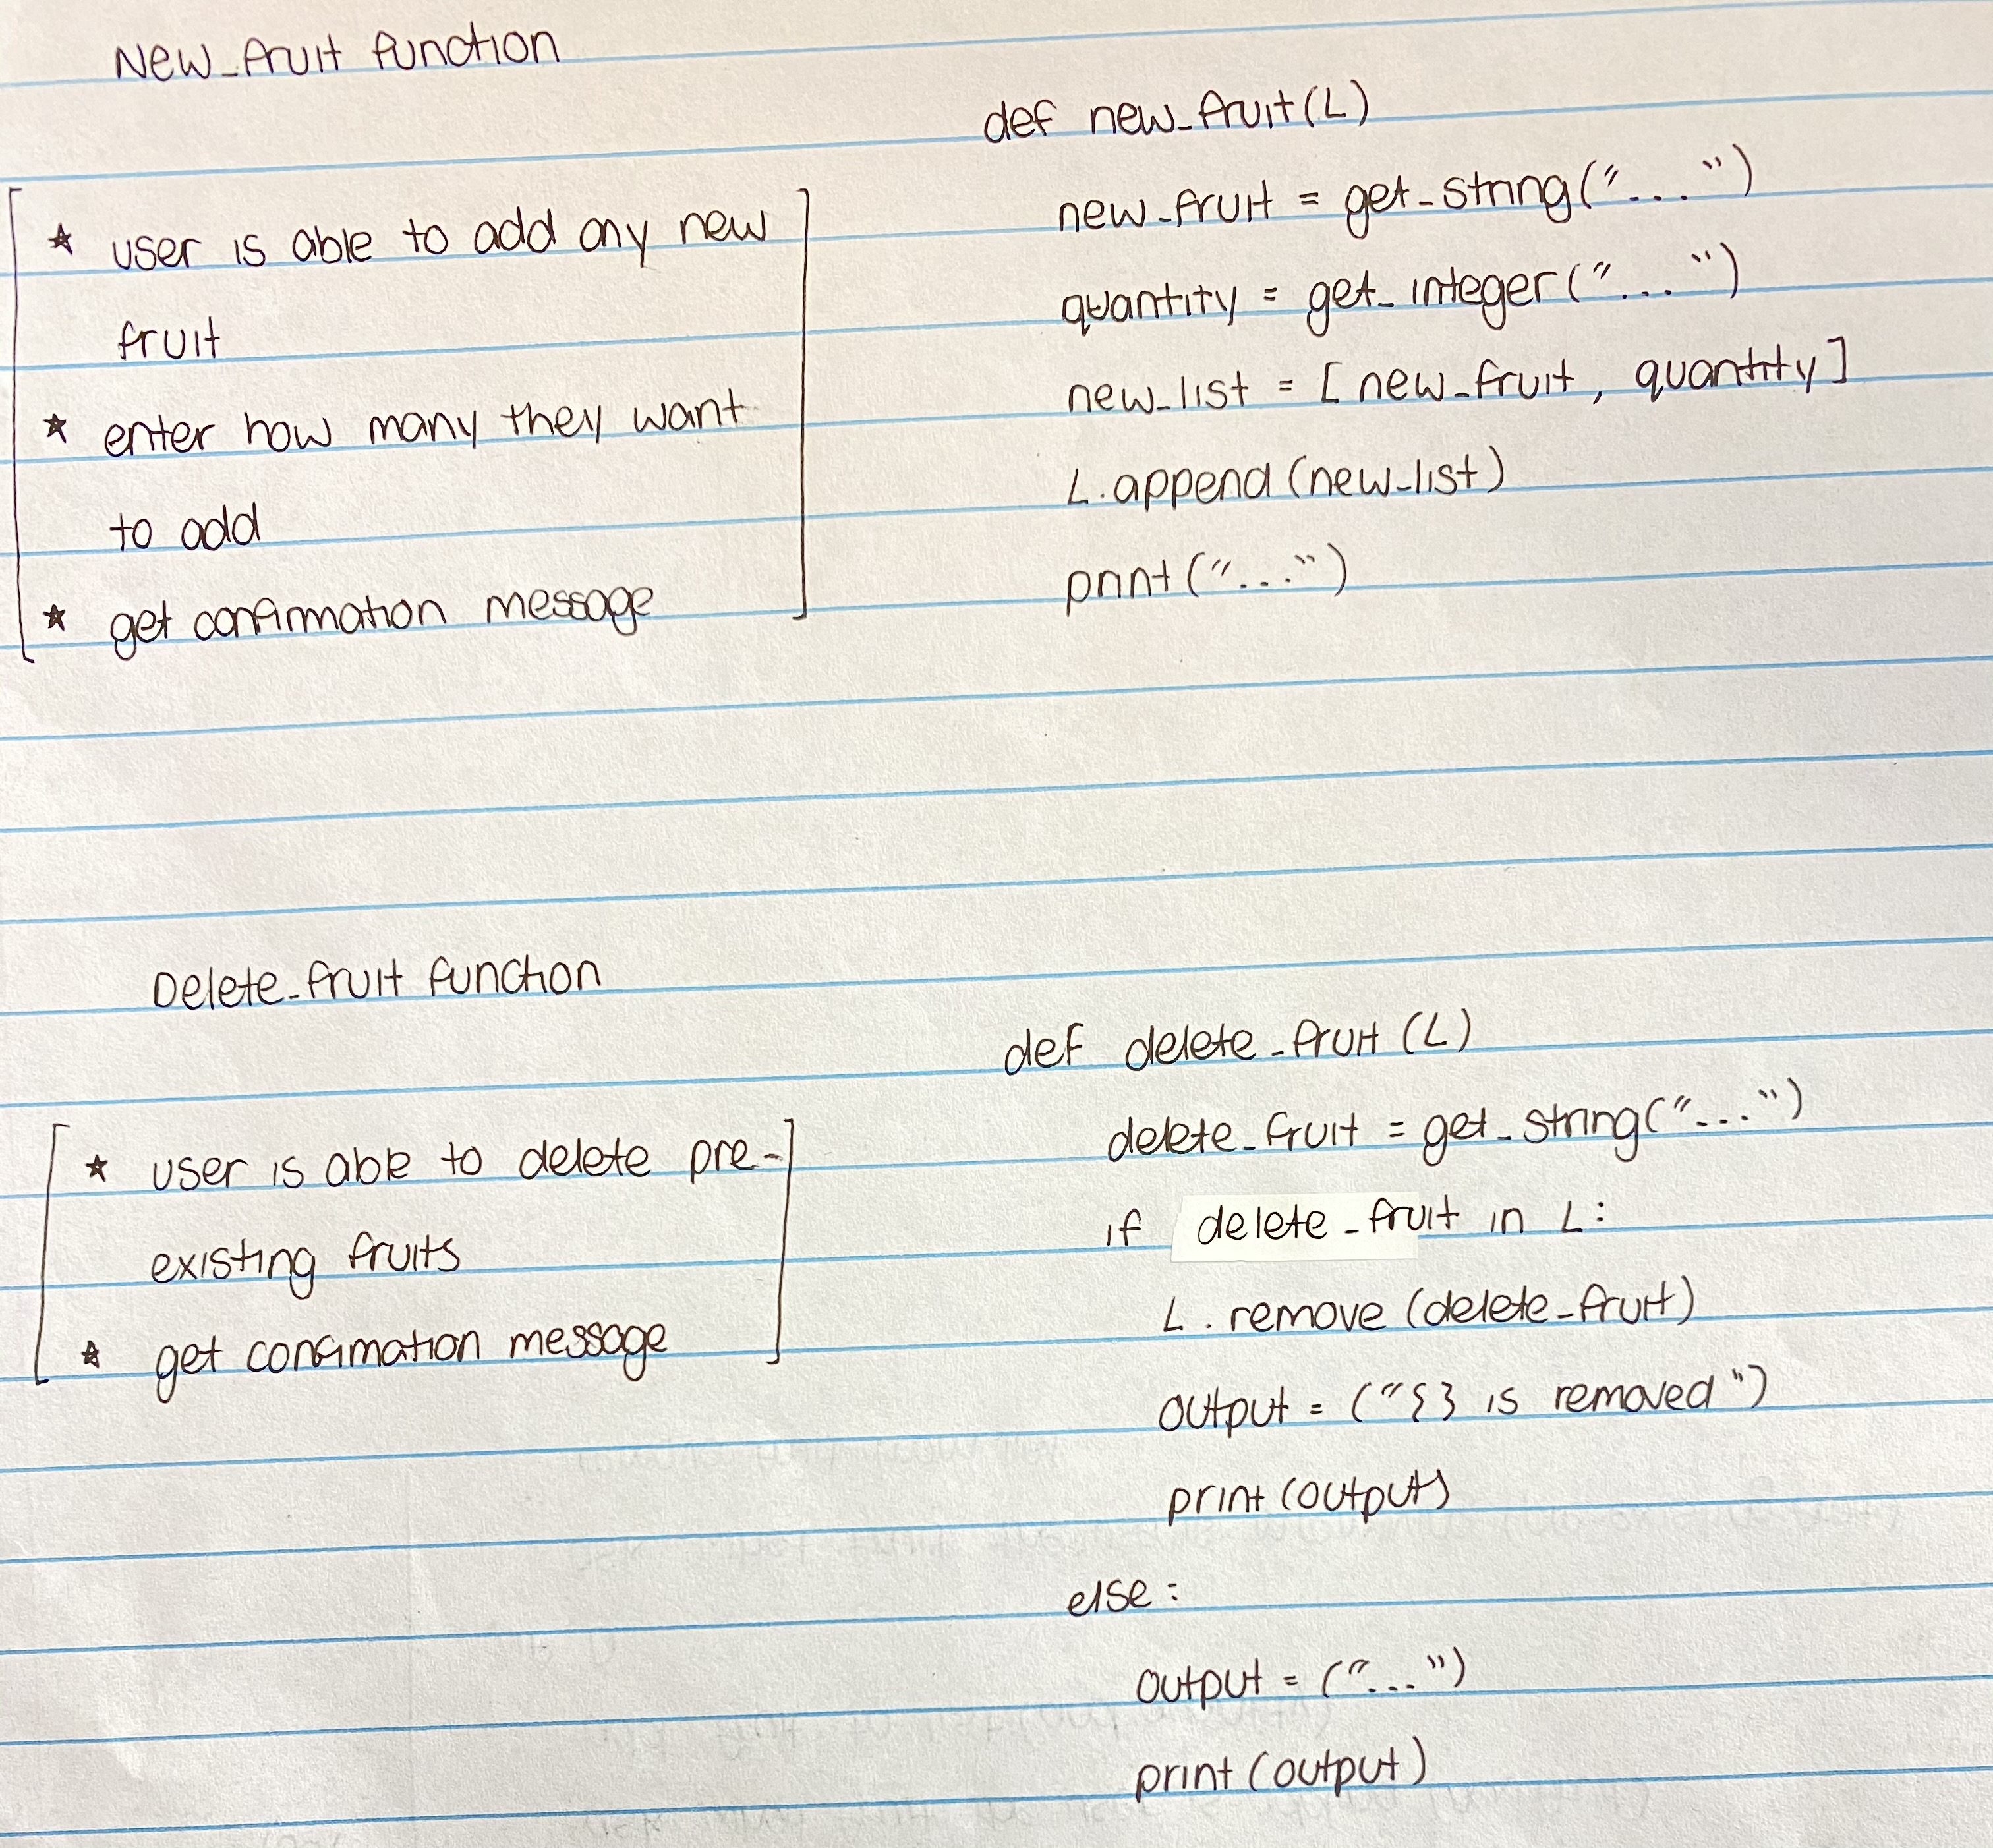 New_fruit function
* user is able to add any new
fruit
* enter how many they want
to add
* get confirmation message
def new_fruit(L)
new_fruit = get_string("...")
quantity = get_integer("...")
new_list = [new_fruit, quantity]
L.append(new_list)
print("...")
Delete_fruit function
* user is able to delete pre-
existing fruits
* get confimation message
def delete_fruit(L)
delete_fruit = get_string("...")
if delete_fruit in L:
L.remove(delete_fruit)
output = ("{} is removed")
print(output)
else:
output = ("...")
print(output)